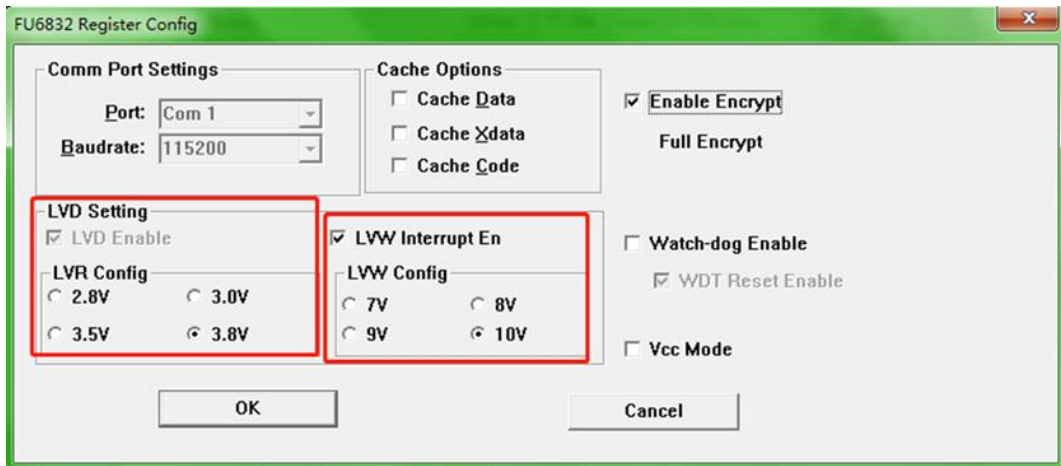 FU6832 Register Config
Comm Port Settings
Port: Com 1
Baudrate: 115200
Cache Options
Cache Data
Cache Xdata
Cache Code
Enable Encrypt
Full Encrypt
LVD Setting
LVD Enable
LVR Config
2.8V 3.0V
3.5V 3.8V
LVW Interrupt En
LVW Config
7V 8V
9V 10V
Watch-dog Enable
WDT Reset Enable
Vcc Mode
OK
Cancel